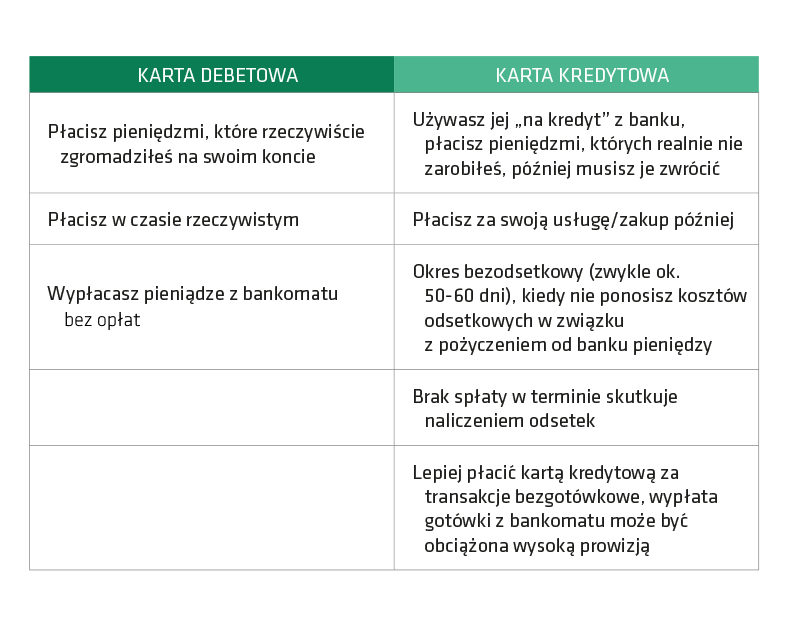 KARTA DEBETOWA
KARTA KREDYTOWA
Płacisz pieniędzmi, które rzeczywiście
zgromadziłeś na swoim koncie
Używasz jej „na kredyt” z banku,
płacisz pieniędzmi, których realnie nie
zarobiłeś, później musisz je zwrócić
Płacisz w czasie rzeczywistym
Płacisz za swoją usługę/zakup później
Wypłacasz pieniądze z bankomatu
bez opłat
Okres bezodsetkowy (zwykle ok.
50-60 dni), kiedy nie ponosisz kosztów
odsetkowych w związku
z pożyczeniem od banku pieniędzy
Brak spłaty w terminie skutkuje
naliczeniem odsetek
Lepiej płacić kartą kredytową za
transakcje bezgotówkowe, wypłata
gotówki z bankomatu może być
obciążona wysoką prowizją